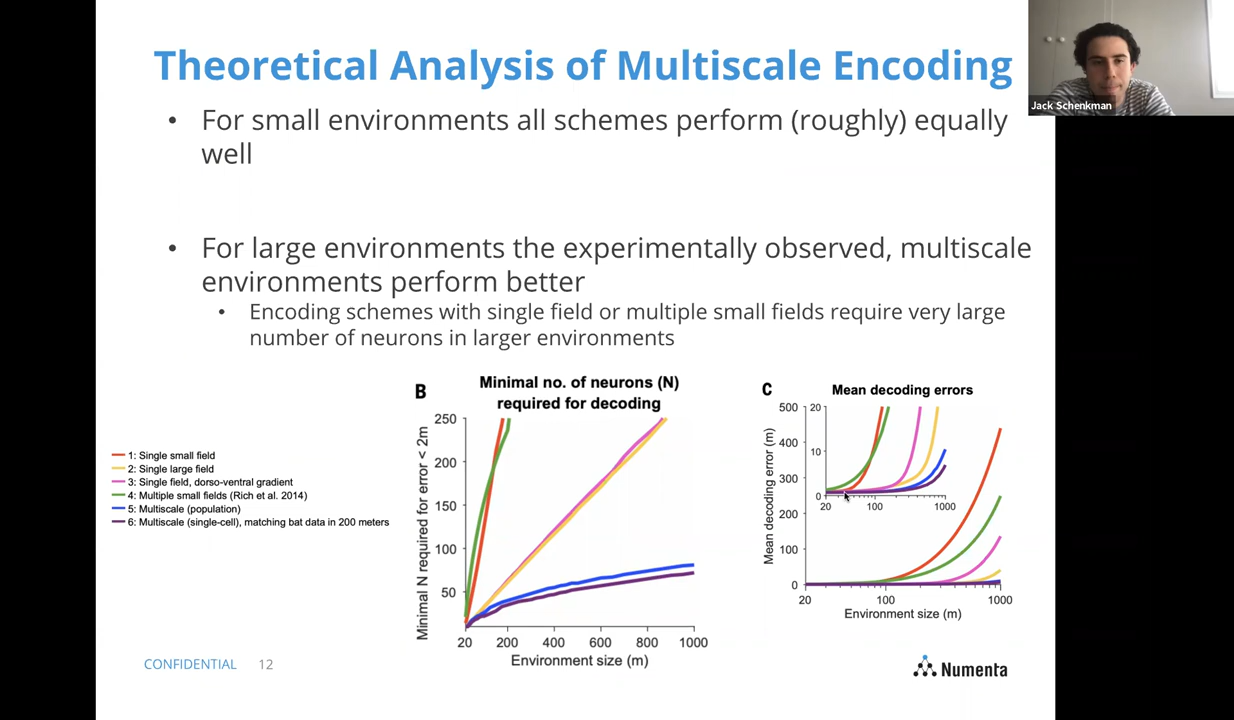 Theoretical Analysis of Multiscale Encoding
Jack Schenkman
• For small environments all schemes perform (roughly) equally
well
• For large environments the experimentally observed, multiscale
environments perform better
• Encoding schemes with single field or multiple small fields require very large
number of neurons in larger environments
1: Single small field
2: Single large field
3: Single field, dorso-ventral gradient
4: Multiple small fields (Rich et al. 2014)
5: Multiscale (population)
6: Multiscale (single-cell), matching bat data in 200 meters
B
Minimal no. of neurons (N)
required for decoding
Minimal N required for error < 2m
250
200
150
100
50
20 200 400 600 800 1000
Environment size (m)
C
Mean decoding errors
Mean decoding error (m)
500
400
300
200
100
0
20
10
0
20 100 1000
20 100 1000
Environment size (m)
CONFIDENTIAL 12
Numenta